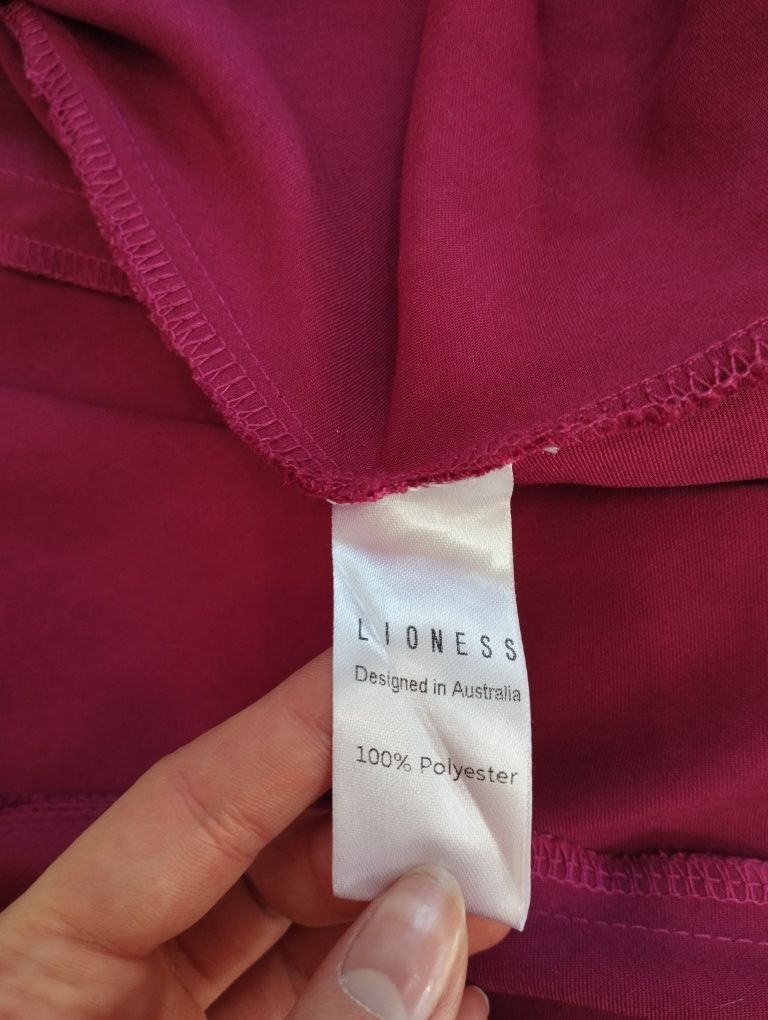 LIONESS
Designed in Australia
100% Polyester